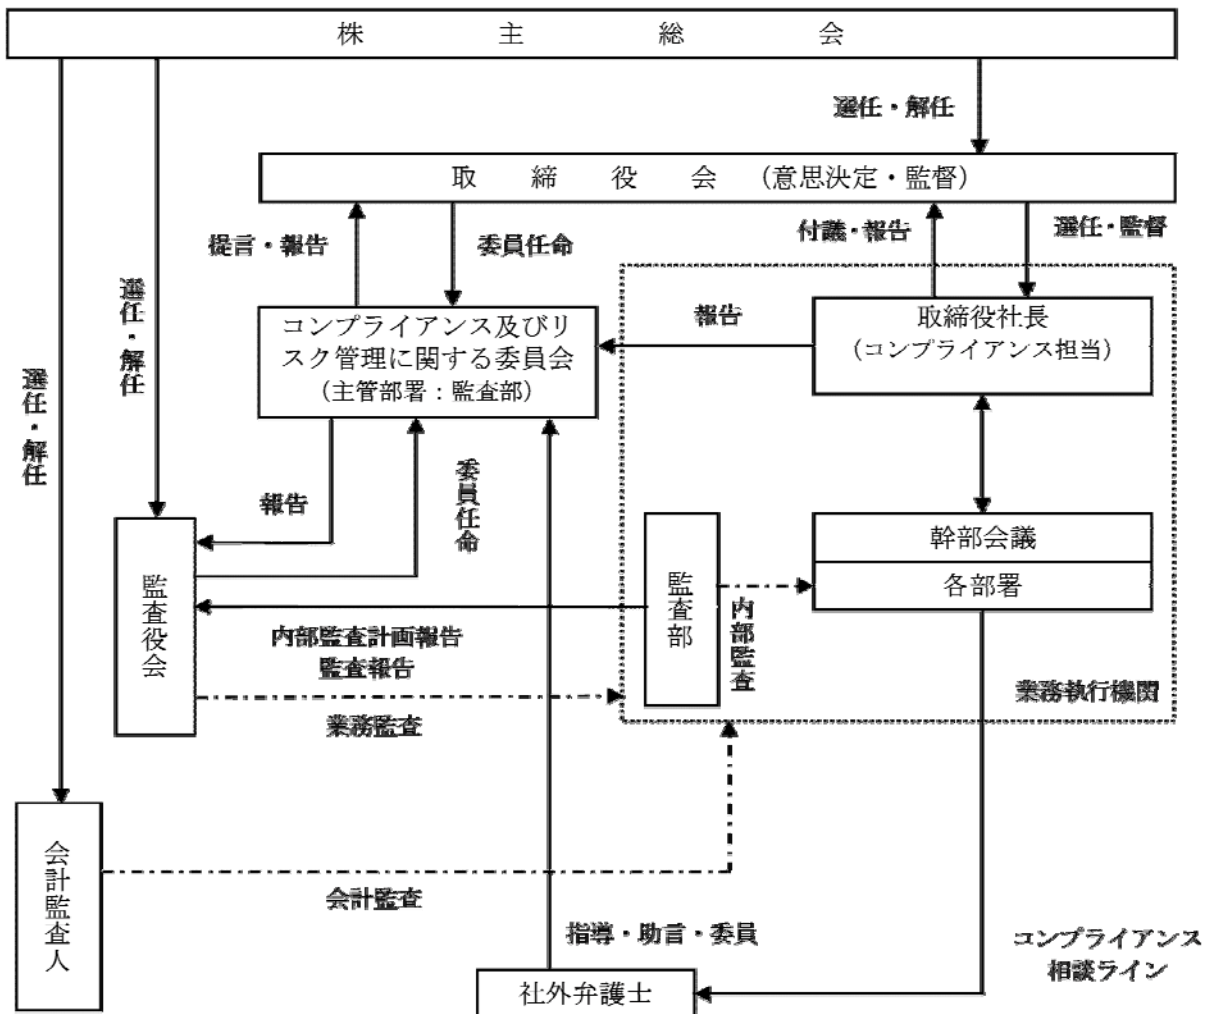 株主総会
選任・解任
取締役会（意思決定・監督）
提言・報告
委員任命
付議・報告
選任・監督
選任・解任
選任・解任
コンプライアンス及びリ
スク管理に関する委員会
（主管部署：監査部）
報告
取締役社長
（コンプライアンス担当）
報告
委員任命
監査役会
監査部
幹部会議
各部署
内部監査
内部監査計画報告
監査報告
業務監査
業務執行機関
会計監査人
会計監査
指導・助言・委員
コンプライアンス
相談ライン
社外弁護士